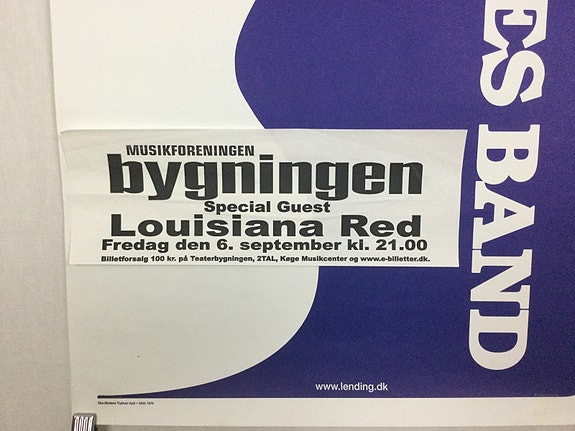 MUSIKFORENINGEN
bygningen
Special Guest
Louisiana Red
Fredag den 6. september kl. 21.00
Billetforsalg 100 kr. på Teaterbygningen, 2TAL, Køge Musikcenter og www.e-billetter.dk.
ES BAND
www.lending.dk